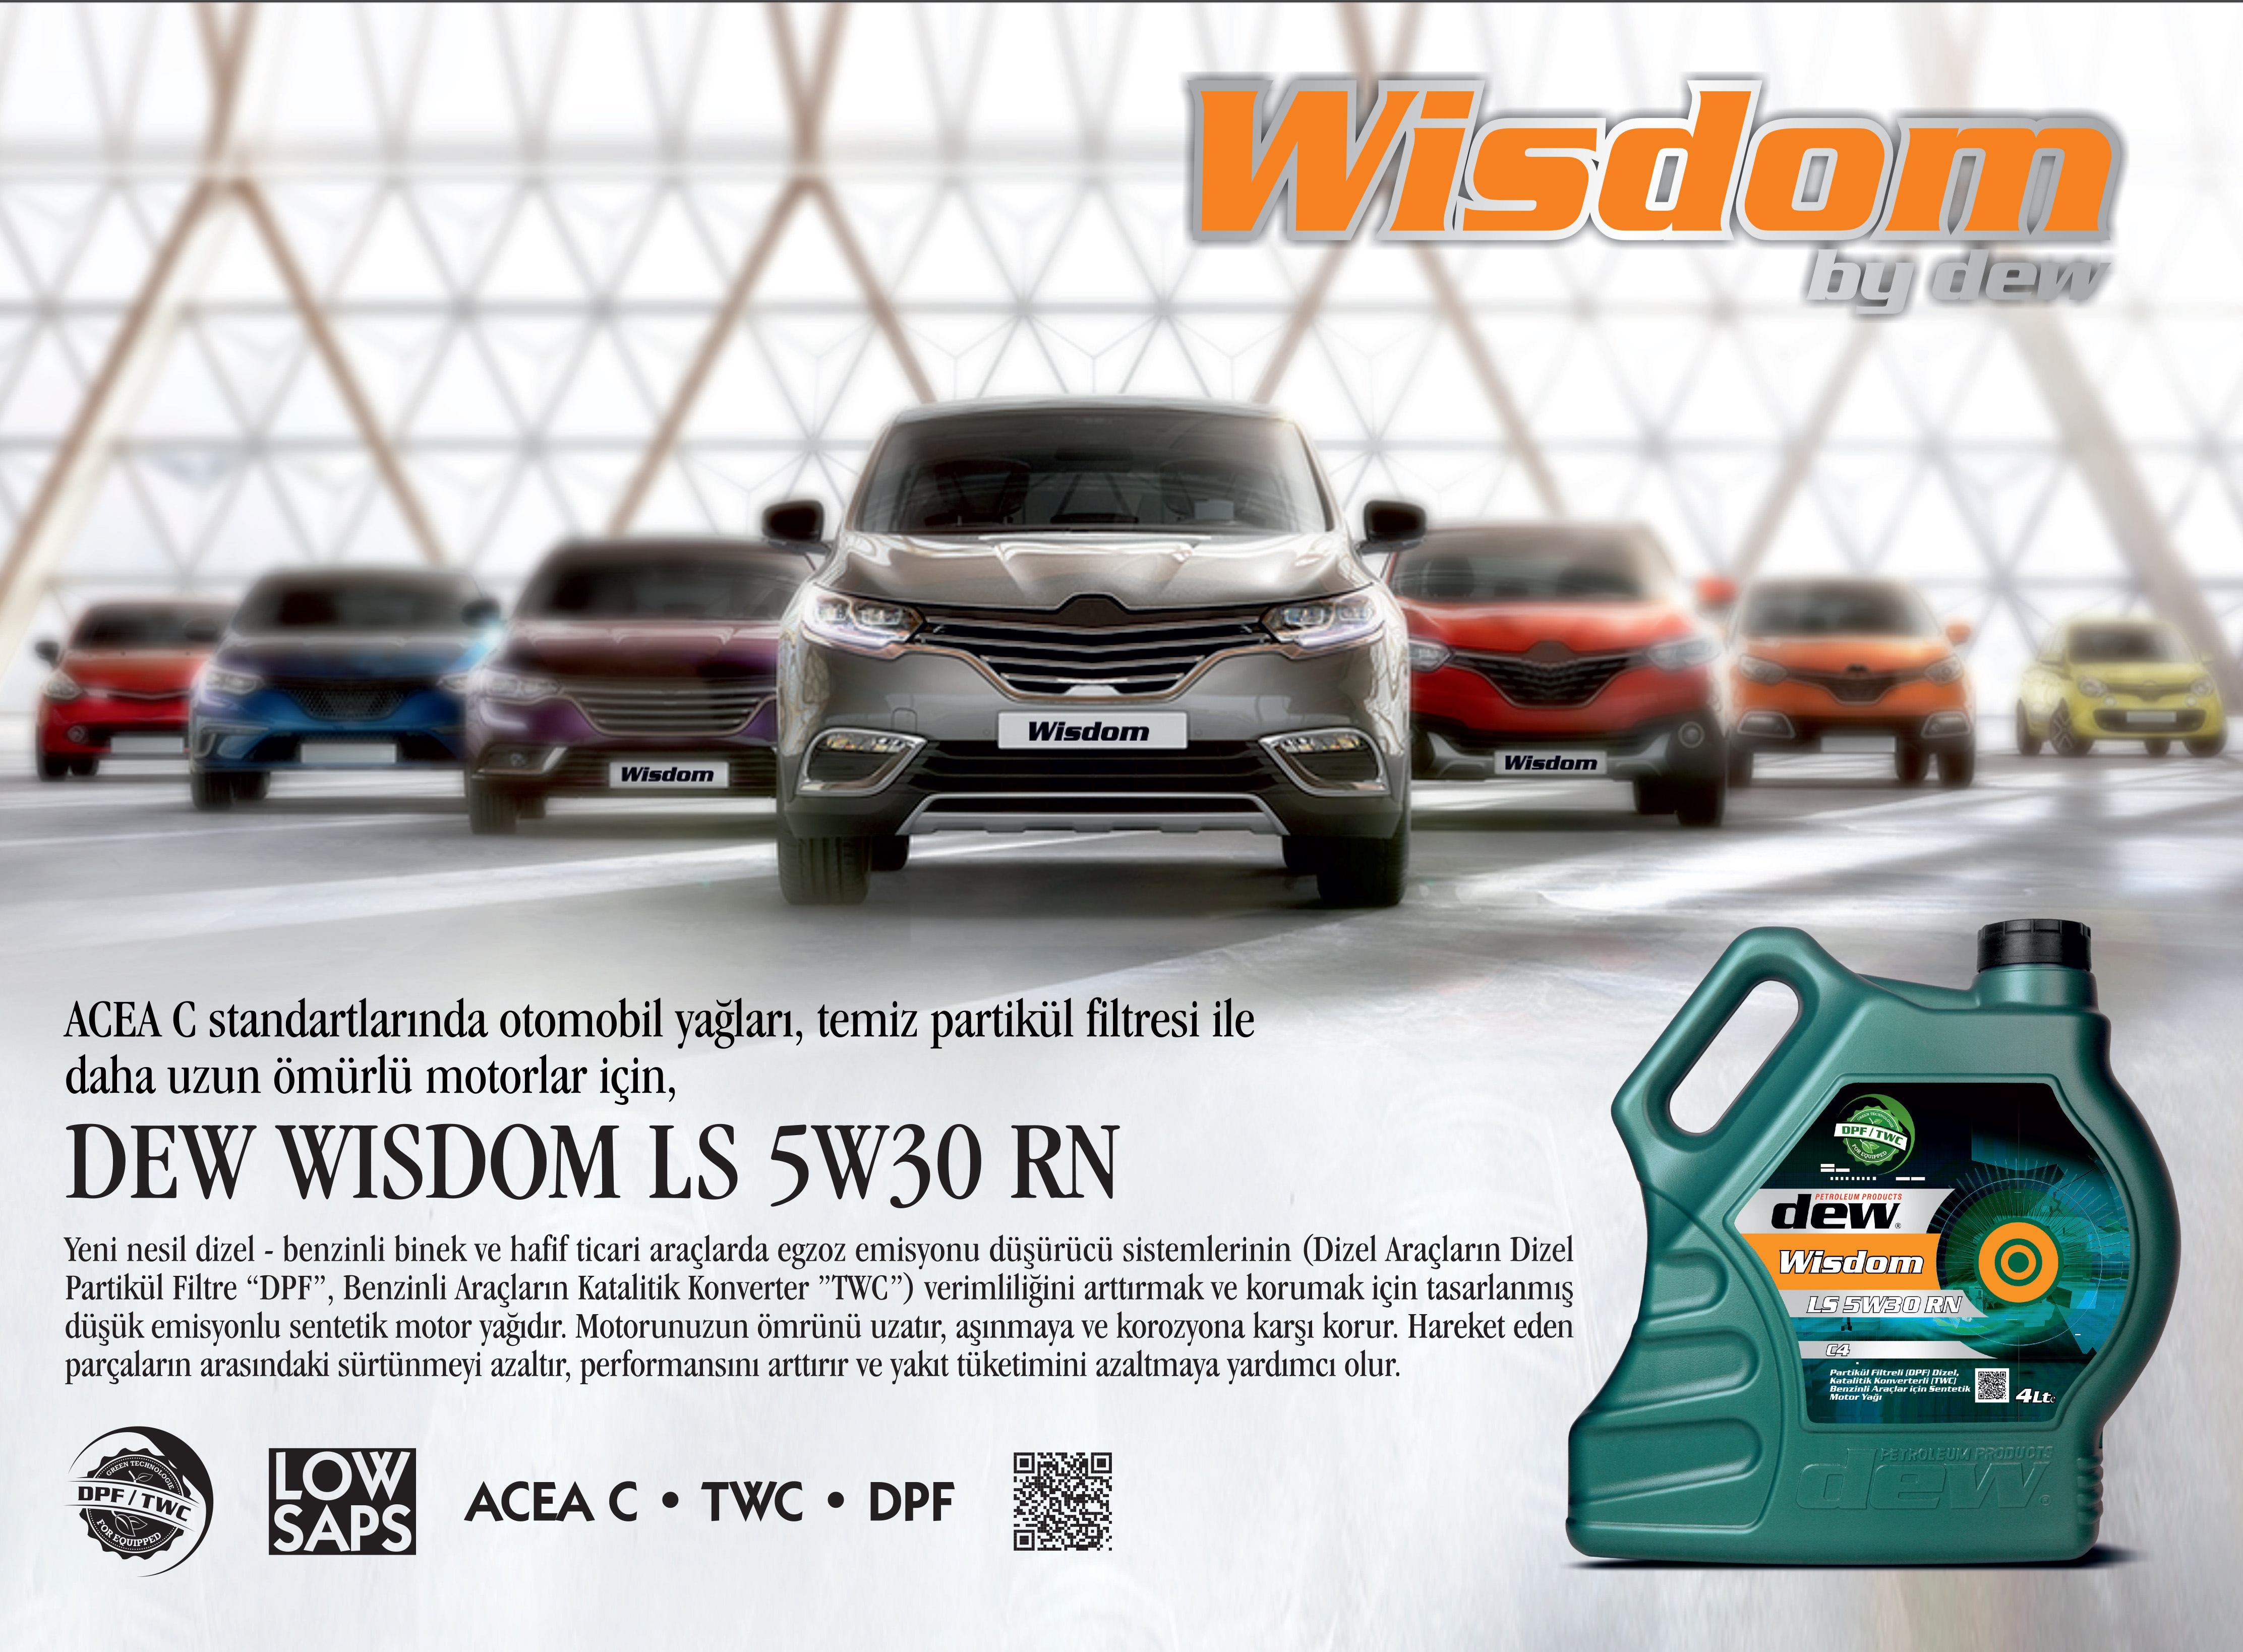 Wisdom
by dew
Wisdom
Wisdom
Wisdom
ACEA C standartlarında otomobil yağları, temiz partikül filtresi ile
daha uzun ömürlü motorlar için,
DEW WISDOM LS 5W30 RN
Yeni nesil dizel - benzinli binek ve hafif ticari araçlarda egzoz emisyonu düşürücü sistemlerinin (Dizel Araçların Dizel
Partikül Filtre “DPF”, Benzinli Araçların Katalitik Konverter ”TWC”) verimliliğini arttırmak ve korumak için tasarlanmış
düşük emisyonlu sentetik motor yağıdır. Motorunuzun ömrünü uzatır, aşınmaya ve korozyona karşı korur. Hareket eden
parçaların arasındaki sürtünmeyi azaltır, performansını arttırır ve yakıt tüketimini azaltmaya yardımcı olur.
GREEN TECHNOLOGIE
DPF / TWC
FOR EQUIPPED
LOW
SAPS
ACEA C • TWC • DPF
GREEN TECHNOLOGIE
DPF / TWC
FOR EQUIPPED
PETROLEUM PRODUCTS
dew®
Wisdom
LS 5W30 RN
C4
Partikül Filtreli (DPF) Dizel,
Katalitik Konverterli (TWC)
Benzinli Araçlar için Sentetik
Motor Yağı
4Lt e
PETROLEUM PRODUCTS
dew®